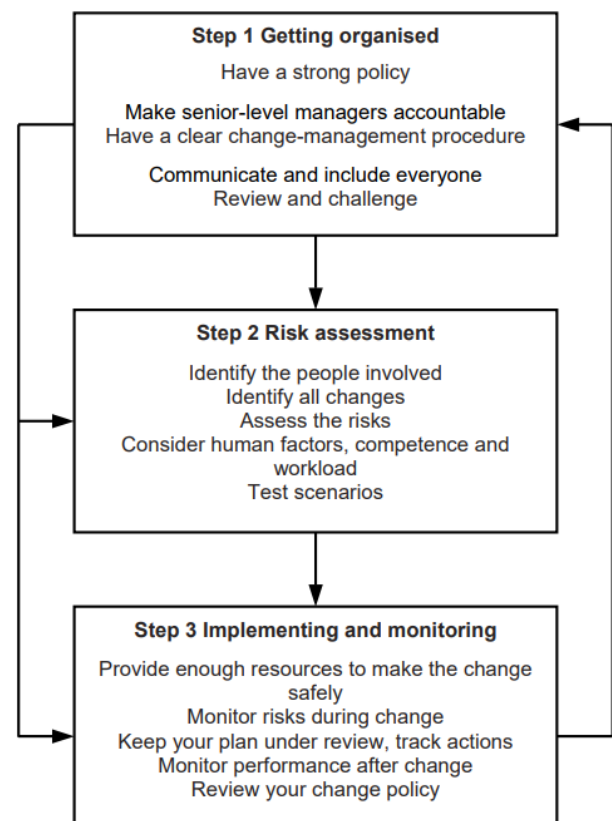 Step 1 Getting organised
Have a strong policy
Make senior-level managers accountable
Have a clear change-management procedure
Communicate and include everyone
Review and challenge
Step 2 Risk assessment
Identify the people involved
Identify all changes
Assess the risks
Consider human factors, competence and
workload
Test scenarios
Step 3 Implementing and monitoring
Provide enough resources to make the change
safely
Monitor risks during change
Keep your plan under review, track actions
Monitor performance after change
Review your change policy